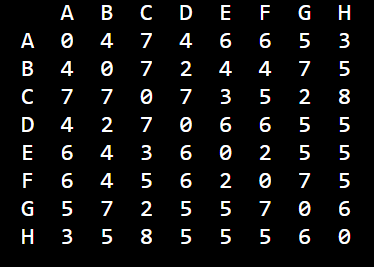 A B C D E F G H
A 0 4 7 4 6 6 5 3
B 4 0 7 2 4 4 7 5
C 7 7 0 7 3 5 2 8
D 4 2 7 0 6 6 5 5
E 6 4 3 6 0 2 5 5
F 6 4 5 6 2 0 7 5
G 5 7 2 5 5 7 0 6
H 3 5 8 5 5 5 6 0